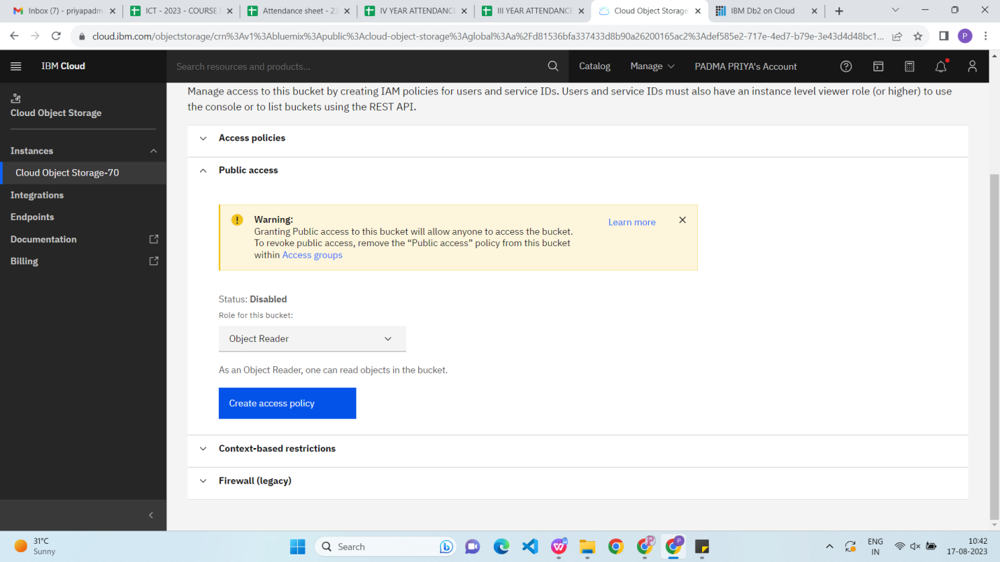 Inbox (7) - priyapadm
ICT - 2023 - COURSE
Attendance sheet - 23
IV YEAR ATTENDANCE
III YEAR ATTENDANCE
Cloud Object Storage
IBM Db2 on Cloud
cloud.ibm.com/objectstorage/crn%3Av1%3Abluemix%3Apublic%3Acloud-object-storage%3Aglobal%3Aa%2Fd81536bfa337433d8b90a26200165ac2%3Adef585e2-717e-4ed7-b79e-3e43d4d48bc1...
P
IBM Cloud
Search resources and products...
Catalog
Manage
PADMA PRIYA's Account
Cloud Object Storage
Instances
Cloud Object Storage-70
Integrations
Endpoints
Documentation
Billing
Manage access to this bucket by creating IAM policies for users and service IDs. Users and service IDs must also have an instance level viewer role (or higher) to use
the console or to list buckets using the REST API.
Access policies
Public access
Warning:
Granting Public access to this bucket will allow anyone to access the bucket.
To revoke public access, remove the “Public access” policy from this bucket
within Access groups
Learn more
Status: Disabled
Role for this bucket:
Object Reader
As an Object Reader, one can read objects in the bucket.
Create access policy
Context-based restrictions
Firewall (legacy)
31°C
Sunny
Search
ENG
IN
10:42
17-08-2023